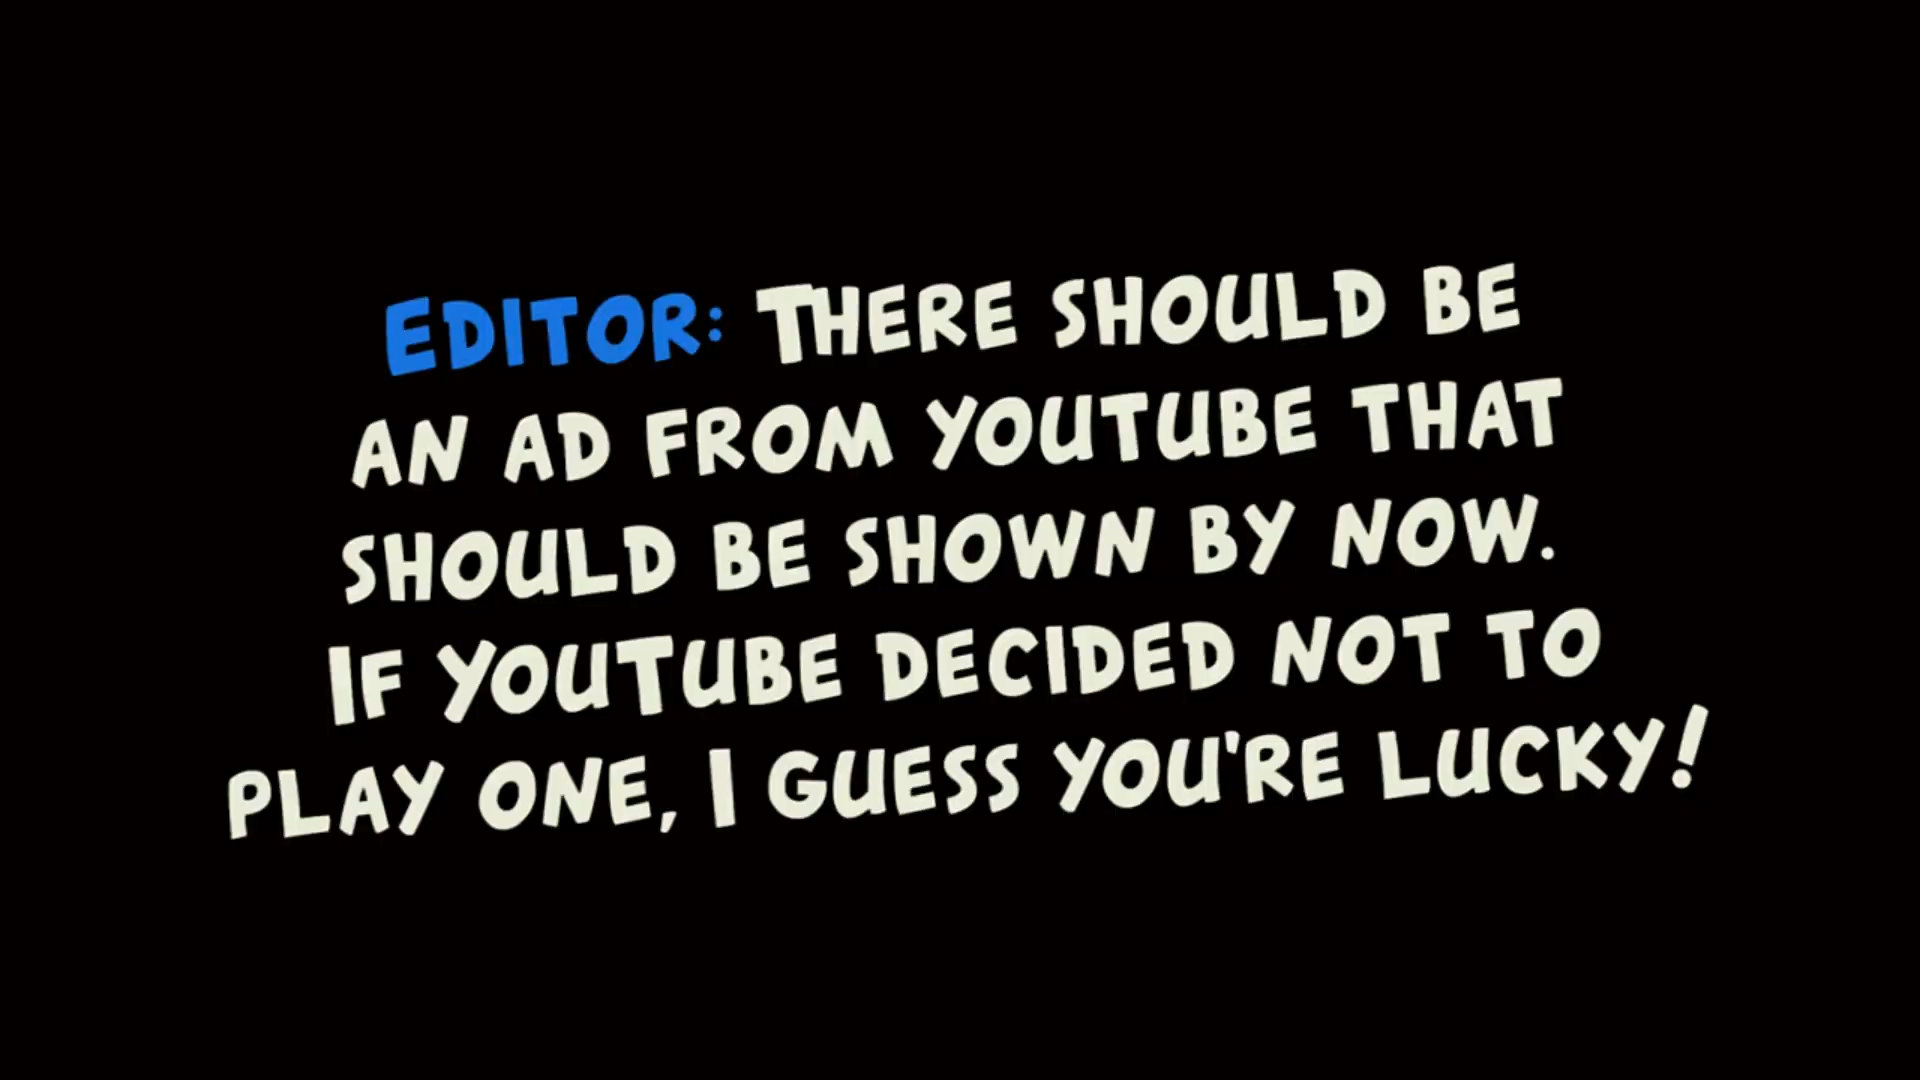 Editor: There should be
an ad from YouTube that
should be shown by now.
If YouTube decided not to
play one, I guess you're lucky!